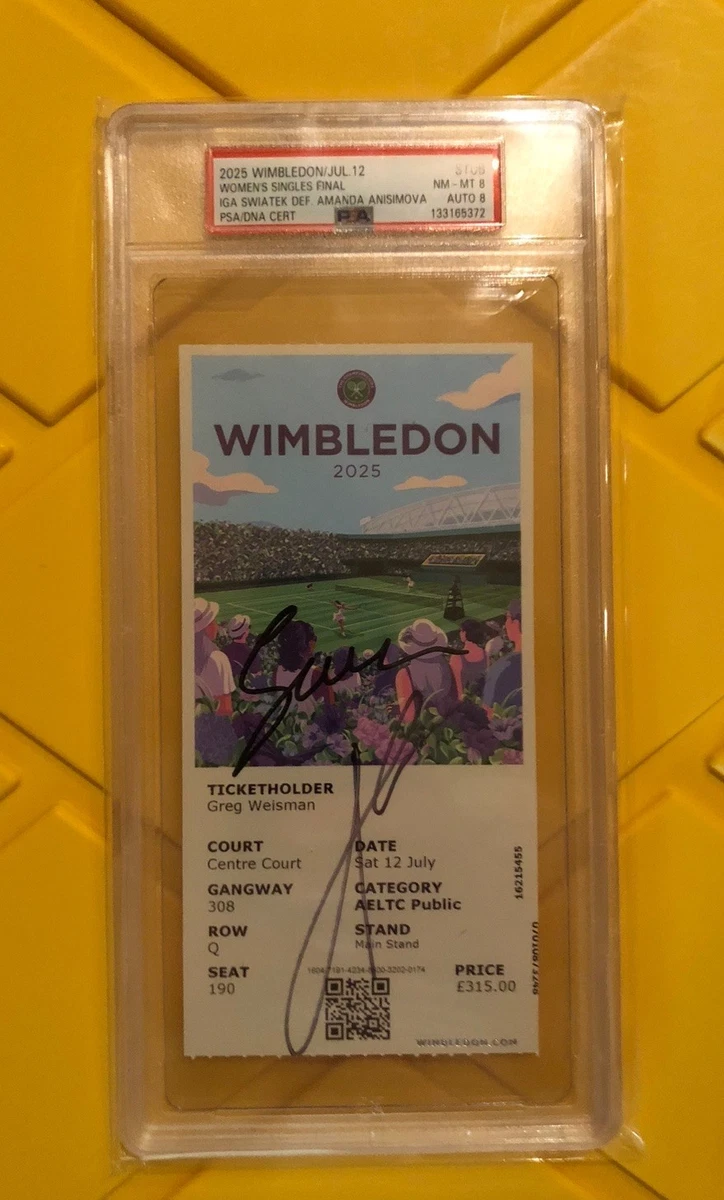 2025 WIMBLEDON/JUL.12 STUB
WOMEN'S SINGLES FINAL NM - MT 8
IGA SWIATEK DEF. AMANDA ANISIMOVA AUTO 8
PSA/DNA CERT PSA 133165372
WIMBLEDON
2025
TICKETHOLDER
Greg Weisman
COURT DATE
Centre Court Sat 12 July
GANGWAY CATEGORY
308 AELTC Public
ROW STAND
Q Main Stand
SEAT PRICE
190 £315.00
16215455
WIMBLEDON.COM